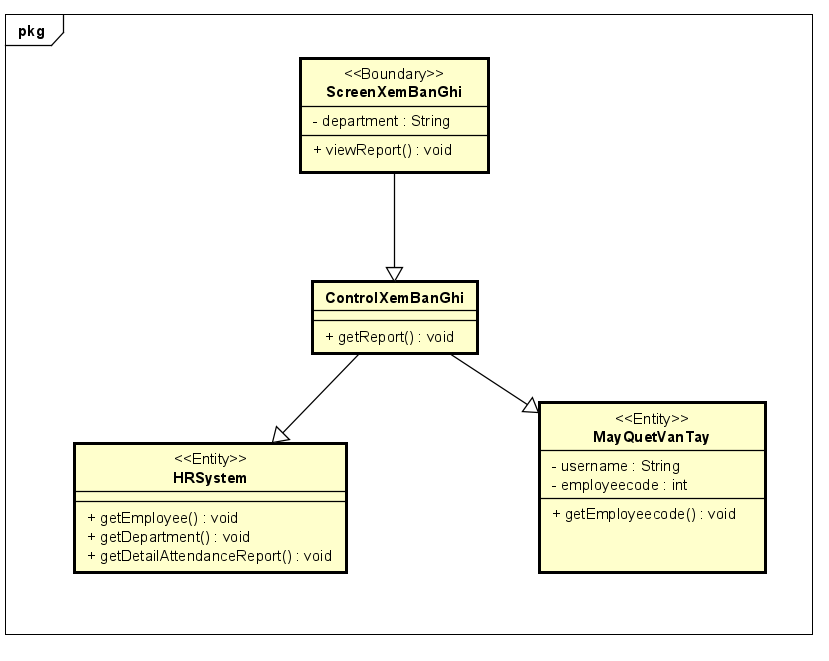 pkg
<<Boundary>>
ScreenXemBanGhi
- department : String
+ viewReport() : void
ControlXemBanGhi
+ getReport() : void
<<Entity>>
HRSystem
+ getEmployee() : void
+ getDepartment() : void
+ getDetailAttendanceReport() : void
<<Entity>>
MayQuetVanTay
- username : String
- employeecode : int
+ getEmployeecode() : void